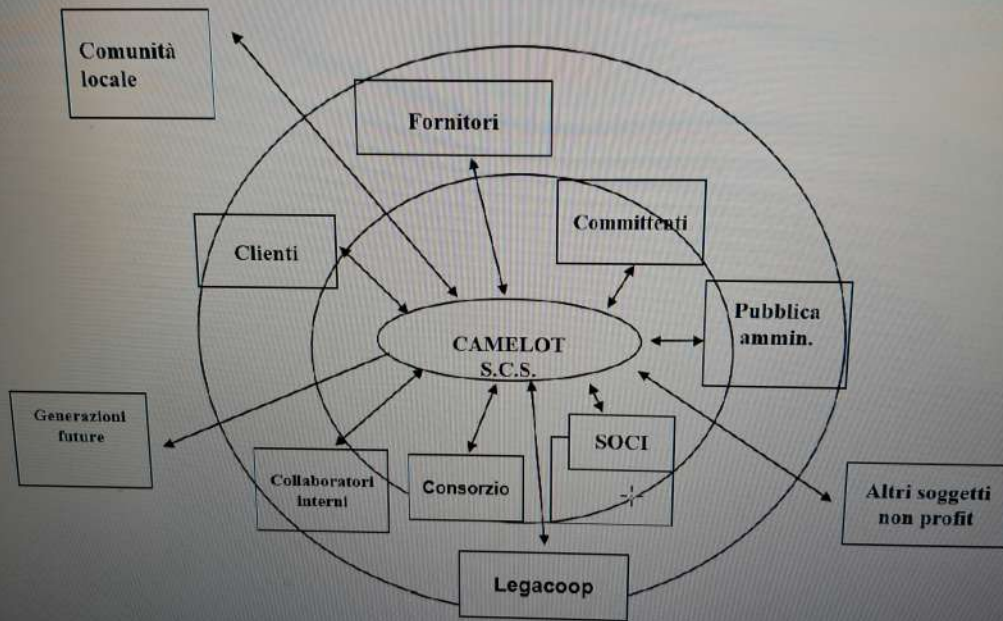 Comunità
locale
Fornitori
Committenti
Clienti
Pubblica
ammin.
CAMELOT
S.C.S.
Generazioni
future
SOCI
Collaboratori
interni
Consorzio
Altri soggetti
non profit
Legacoop